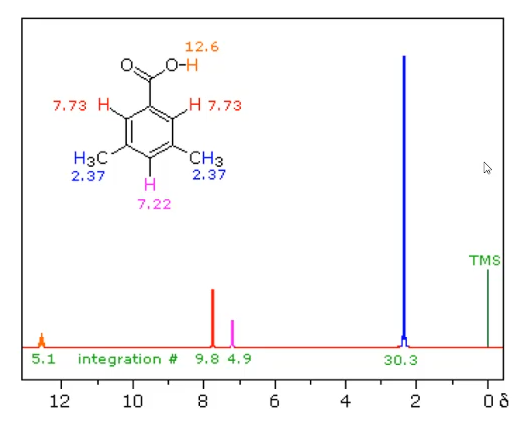 12.6
O O-H
7.73 H H 7.73
H₃C CH₃
2.37 2.37
H
7.22
TMS
5.1 integration # 9.8 4.9 30.3
12 10 8 6 4 2 0 δ